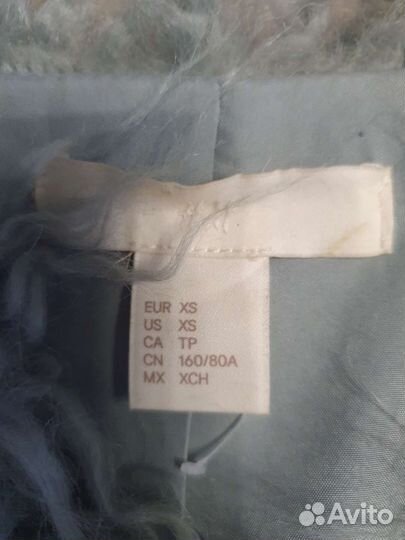 EUR XS
US XS
CA TP
CN 160/80A
MX XCH
Avito